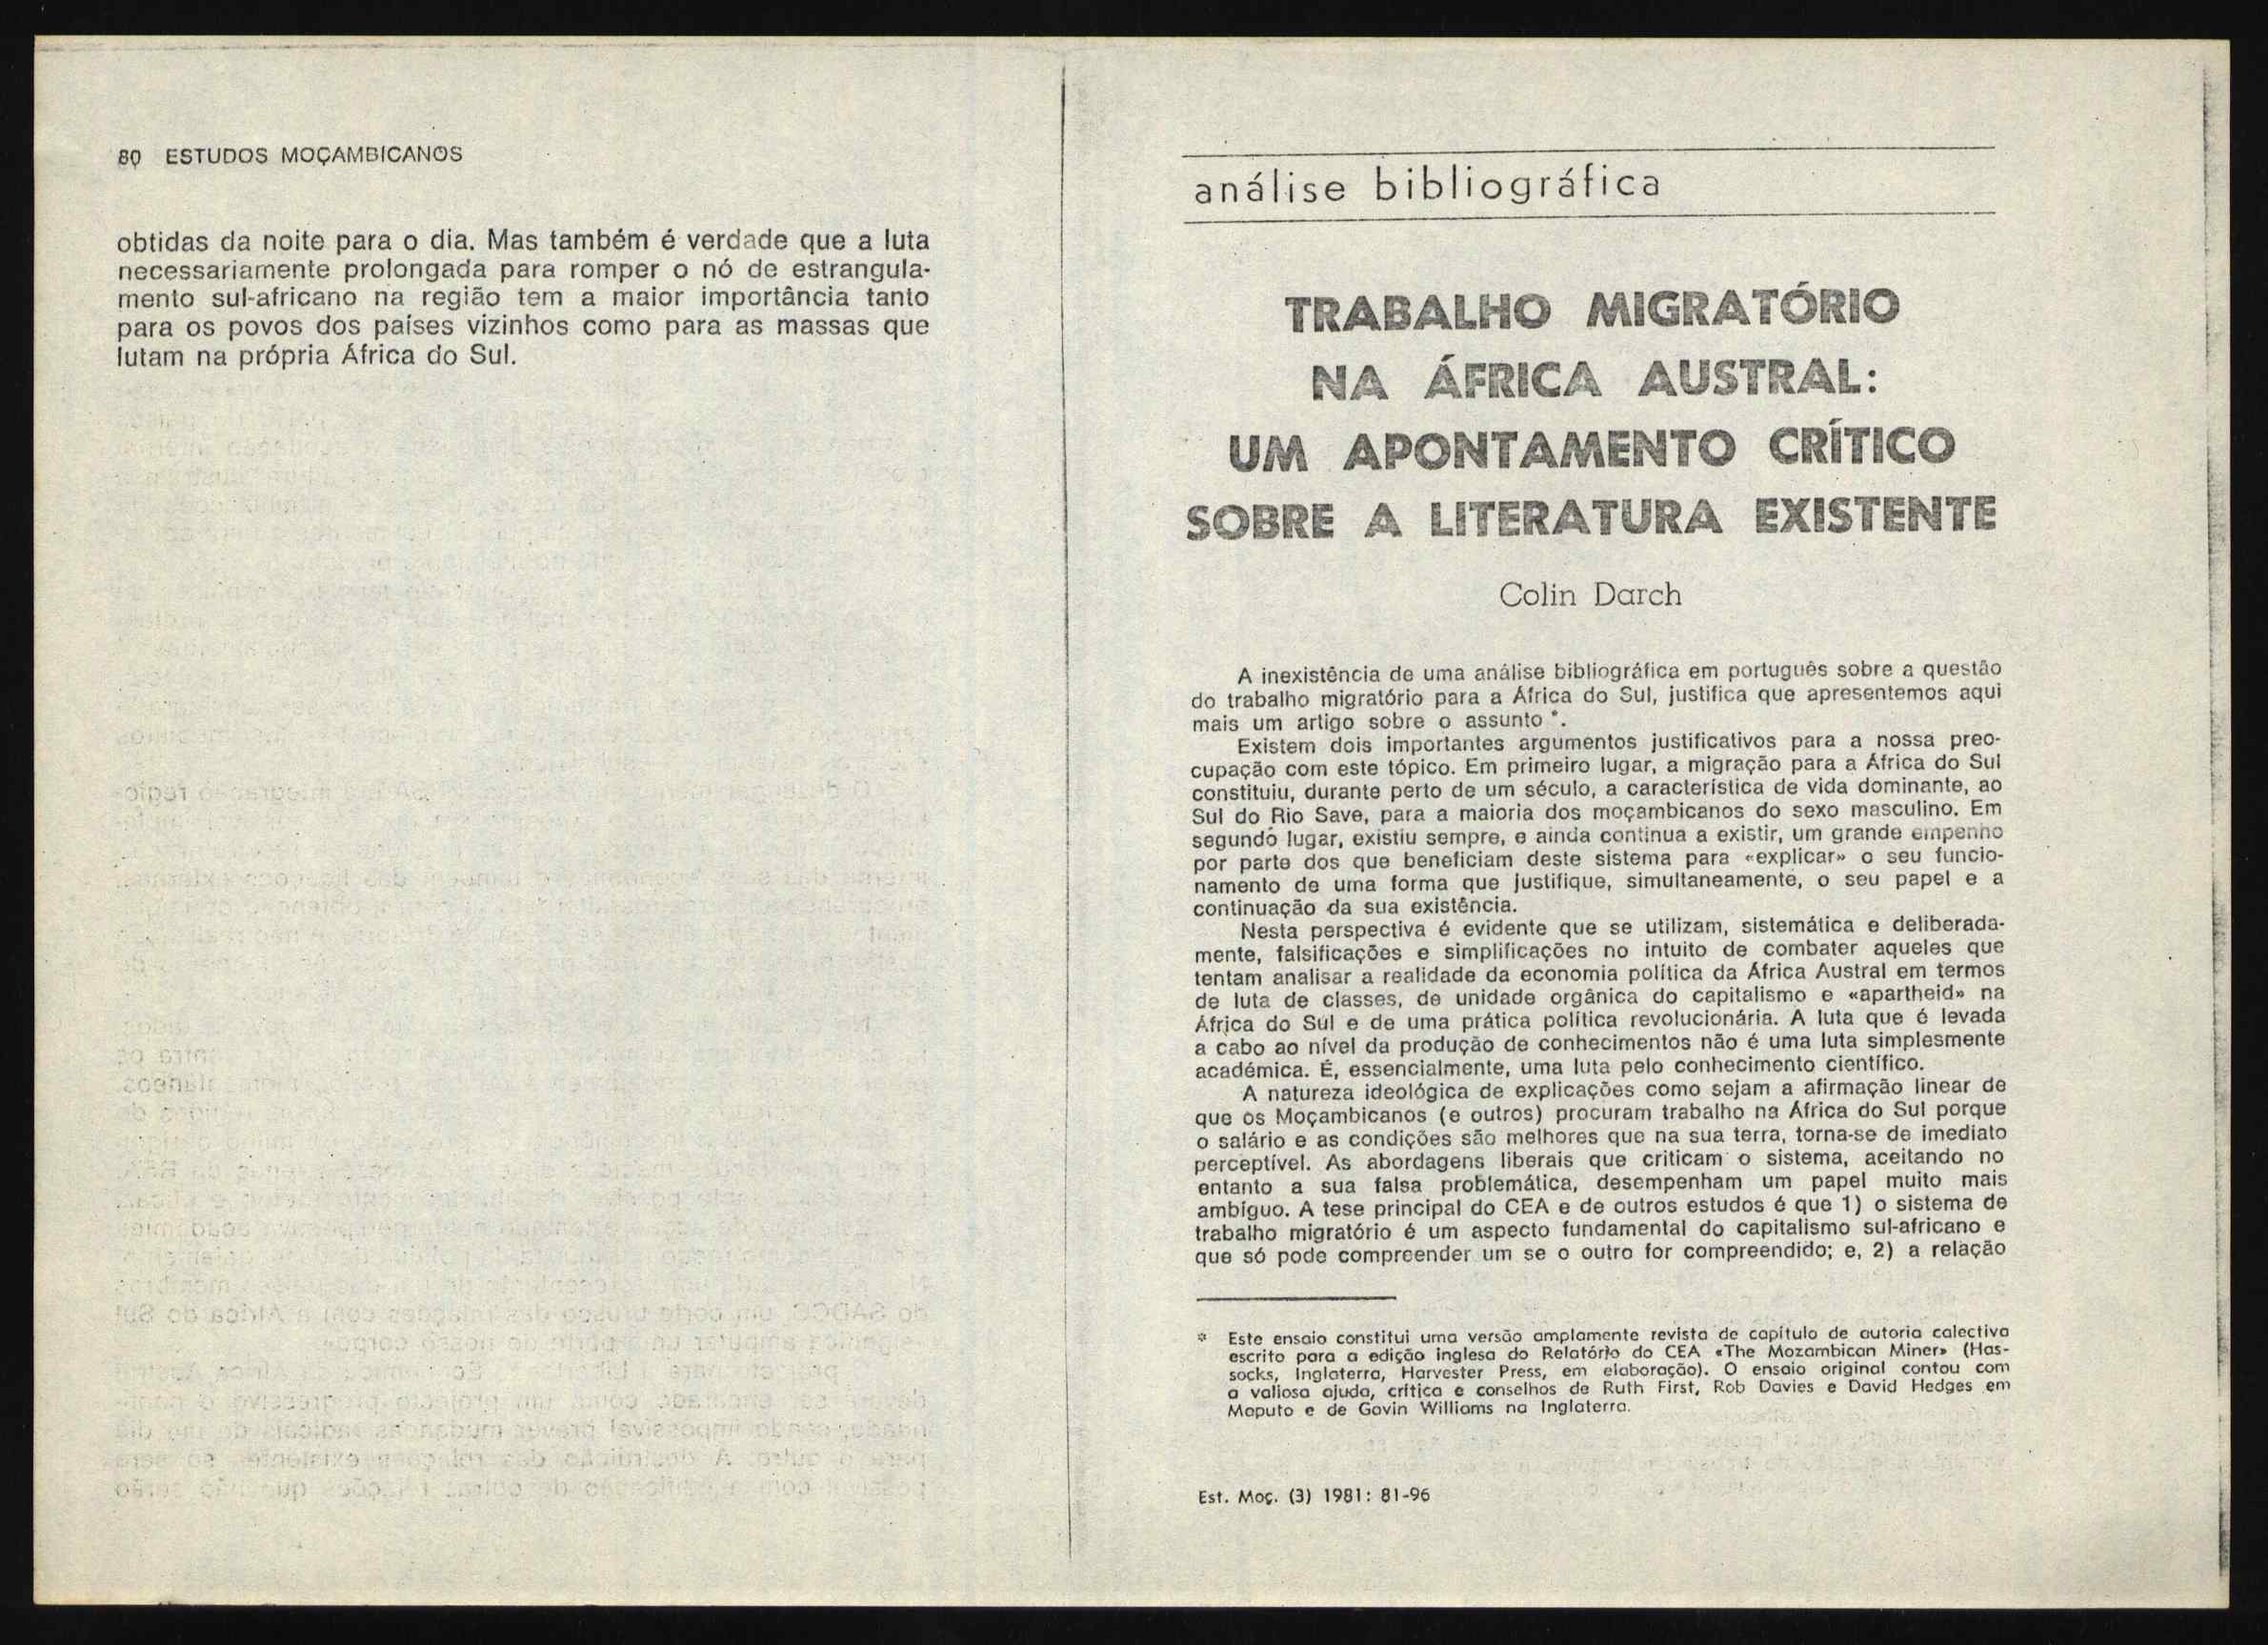 80 ESTUDOS MOÇAMBICANOS
obtidas da noite para o dia. Mas também é verdade que a luta
necessariamente prolongada para romper o nó de estrangula-
mento sul-africano na região tem a maior importância tanto
para os povos dos países vizinhos como para as massas que
lutam na própria África do Sul.
análise bibliográfica
TRABALHO MIGRATÓRIO
NA ÁFRICA AUSTRAL:
UM APONTAMENTO CRÍTICO
SOBRE A LITERATURA EXISTENTE
Colin Darch
A inexistência de uma análise bibliográfica em português sobre a questão
do trabalho migratório para a África do Sul, justifica que apresentemos aqui
mais um artigo sobre o assunto *.
Existem dois importantes argumentos justificativos para a nossa preo-
cupação com este tópico. Em primeiro lugar, a migração para a África do Sul
constituiu, durante perto de um século, a característica de vida dominante, ao
Sul do Rio Save, para a maioria dos moçambicanos do sexo masculino. Em
segundo lugar, existiu sempre, e ainda continua a existir, um grande empenho
por parte dos que beneficiam deste sistema para «explicar» o seu funcio-
namento de uma forma que justifique, simultaneamente, o seu papel e a
continuação da sua existência.
Nesta perspectiva é evidente que se utilizam, sistemática e deliberada-
mente, falsificações e simplificações no intuito de combater aqueles que
tentam analisar a realidade da economia política da África Austral em termos
de luta de classes, de unidade orgânica do capitalismo e «apartheid» na
África do Sul e de uma prática política revolucionária. A luta que é levada
a cabo ao nível da produção de conhecimentos não é uma luta simplesmente
académica. É, essencialmente, uma luta pelo conhecimento científico.
A natureza ideológica de explicações como sejam a afirmação linear de
que os Moçambicanos (e outros) procuram trabalho na África do Sul porque
o salário e as condições são melhores que na sua terra, torna-se de imediato
perceptível. As abordagens liberais que criticam o sistema, aceitando no
entanto a sua falsa problemática, desempenham um papel muito mais
ambíguo. A tese principal do CEA e de outros estudos é que 1) o sistema de
trabalho migratório é um aspecto fundamental do capitalismo sul-africano e
que só pode compreender um se o outro for compreendido; e, 2) a relação
* Este ensaio constitui uma versão amplamente revista de capítulo de autoria colectiva
escrito para a edição inglesa do Relatório do CEA «The Mozambican Miner» (Has-
socks, Inglaterra, Harvester Press, em elaboração). O ensaio original contou com
a valiosa ajuda, crítica e conselhos de Ruth First, Rob Davies e David Hedges em
Maputo e de Gavin Williams na Inglaterra.
Est. Moç. (3) 1981: 81-96